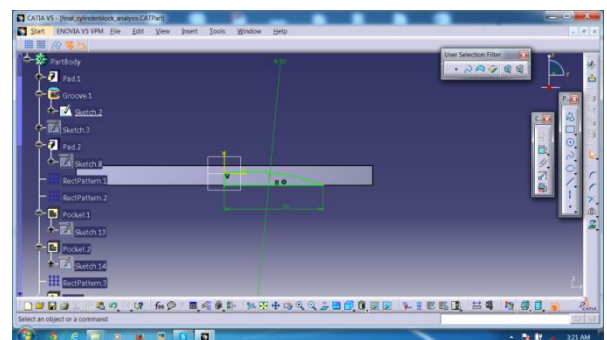 CATIA V5 - [final_sylinderblock_analysis.CATPart]
Start ENOVIA V5 VPM File Edit View Insert Tools Window Help
User Selection Filter
PartBody
Pad.1
Groove.1
Sketch.2
Sketch.3
Pad.2
Sketch.8
RectPattern.1
RectPattern.2
Pocket.1
Sketch.13
Pocket.2
Sketch.14
RectPattern.3
Select an object or a command
3:21 AM